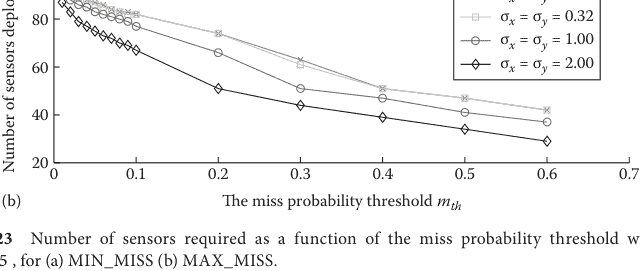 Number of sensors deplo
80
60
40
20
σx = σy = 0.32
σx = σy = 1.00
σx = σy = 2.00
0 0.1 0.2 0.3 0.4 0.5 0.6 0.7
(b) The miss probability threshold mth
23 Number of sensors required as a function of the miss probability threshold w
5 , for (a) MIN_MISS (b) MAX_MISS.